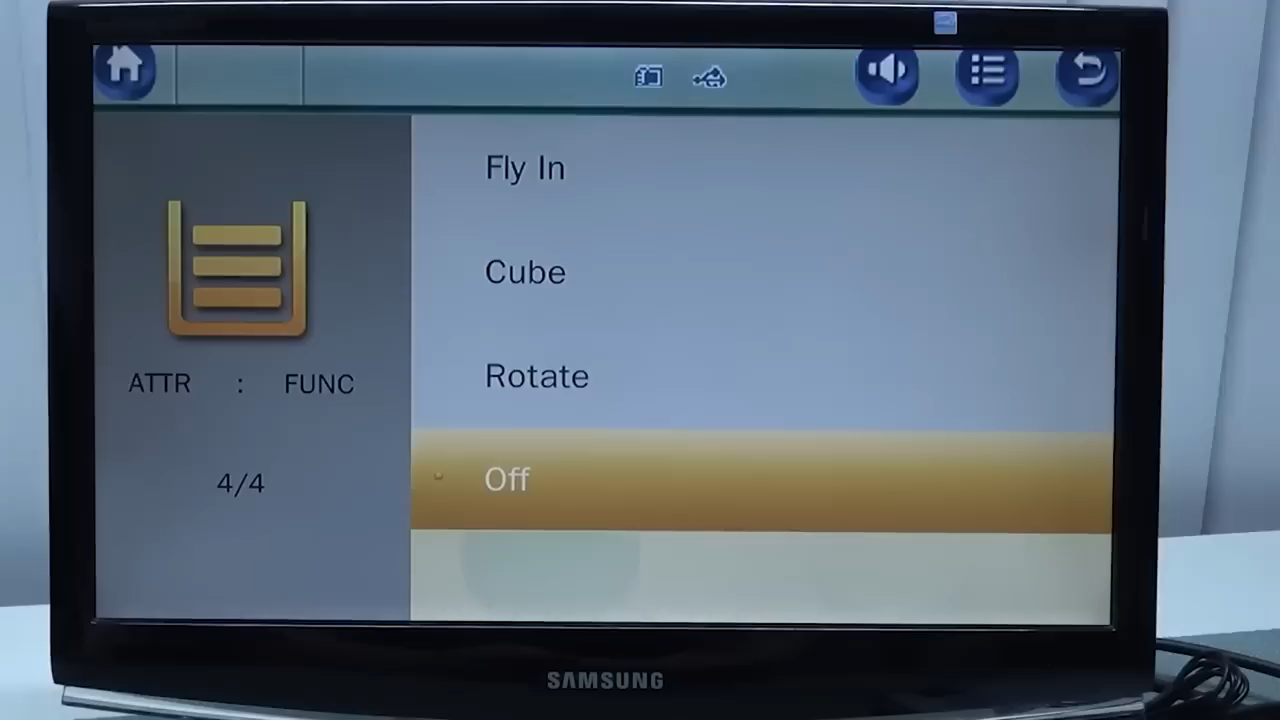 Fly In
Cube
Rotate
Off
ATTR : FUNC
4/4
SAMSUNG